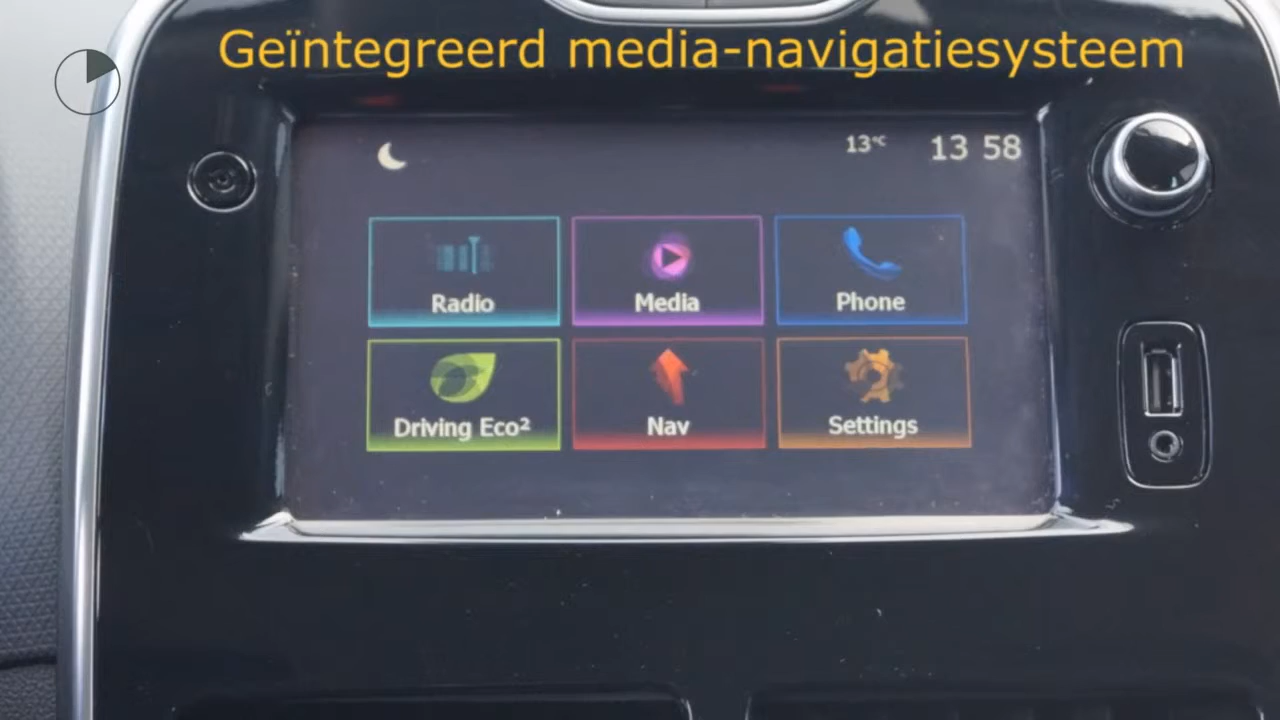 Geïntegreerd media-navigatiesysteem
13°C 13 58
Radio Media Phone
Driving Eco² Nav Settings